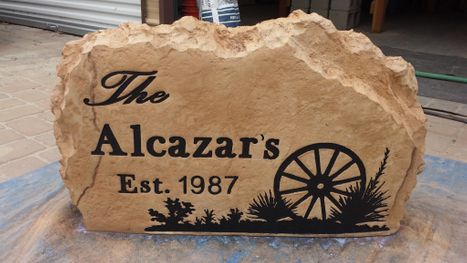 The
Alcazar's
Est. 1987